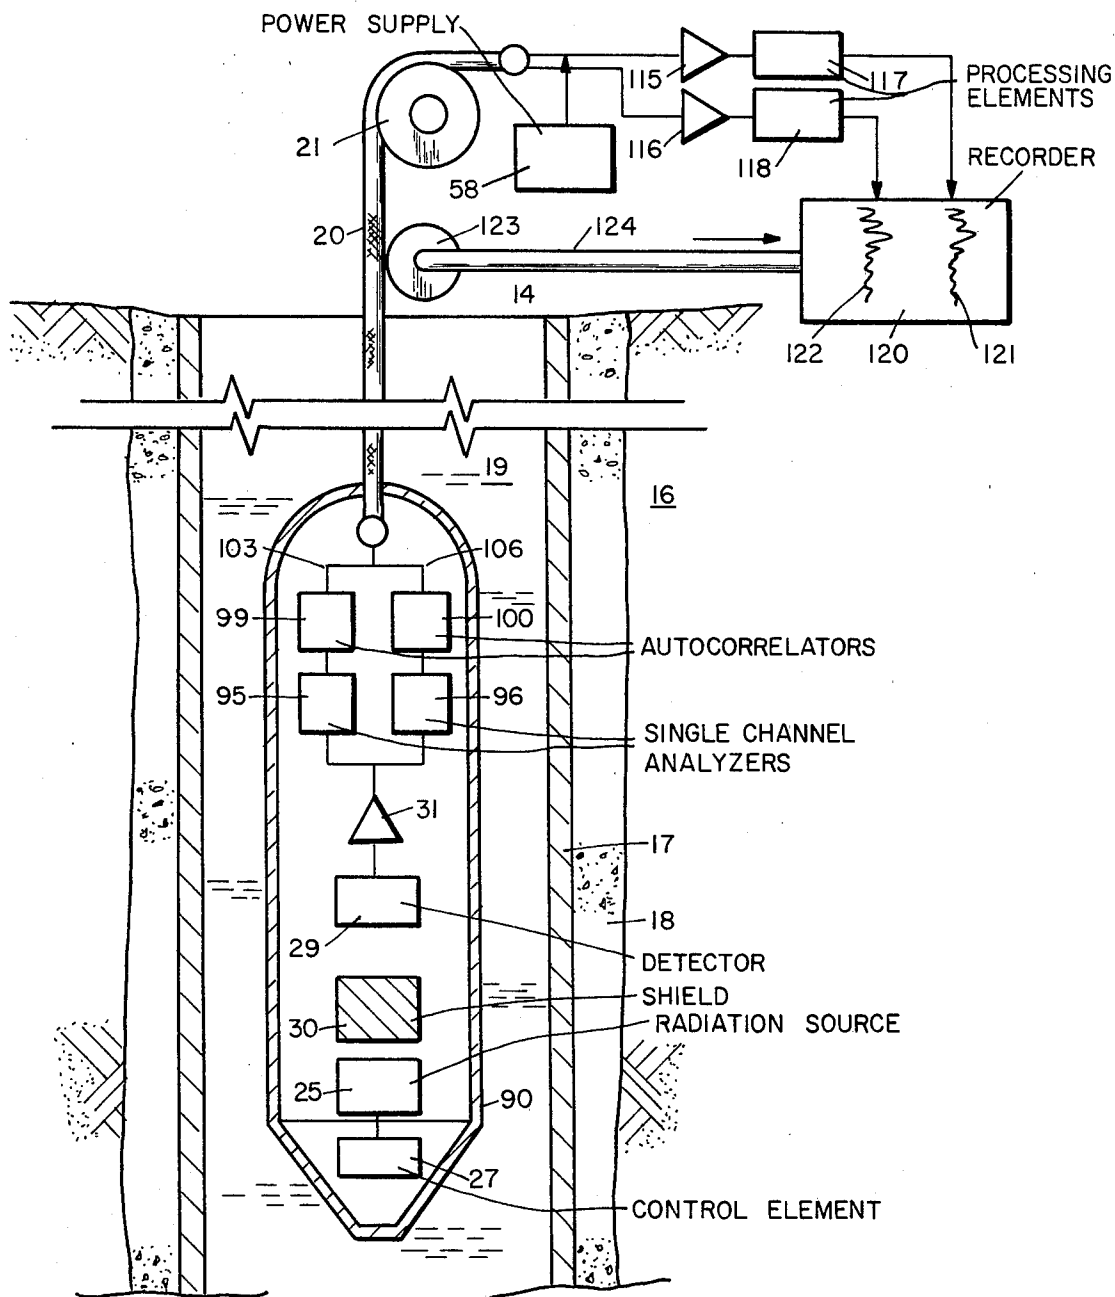 POWER SUPPLY
115
117
PROCESSING
ELEMENTS
21
116
118
58
RECORDER
20
123
124
14
122
120
121
19
16
103
106
99
100
AUTOCORRELATORS
95
96
SINGLE CHANNEL
ANALYZERS
31
17
29
18
DETECTOR
30
SHIELD
RADIATION SOURCE
25
90
27
CONTROL ELEMENT